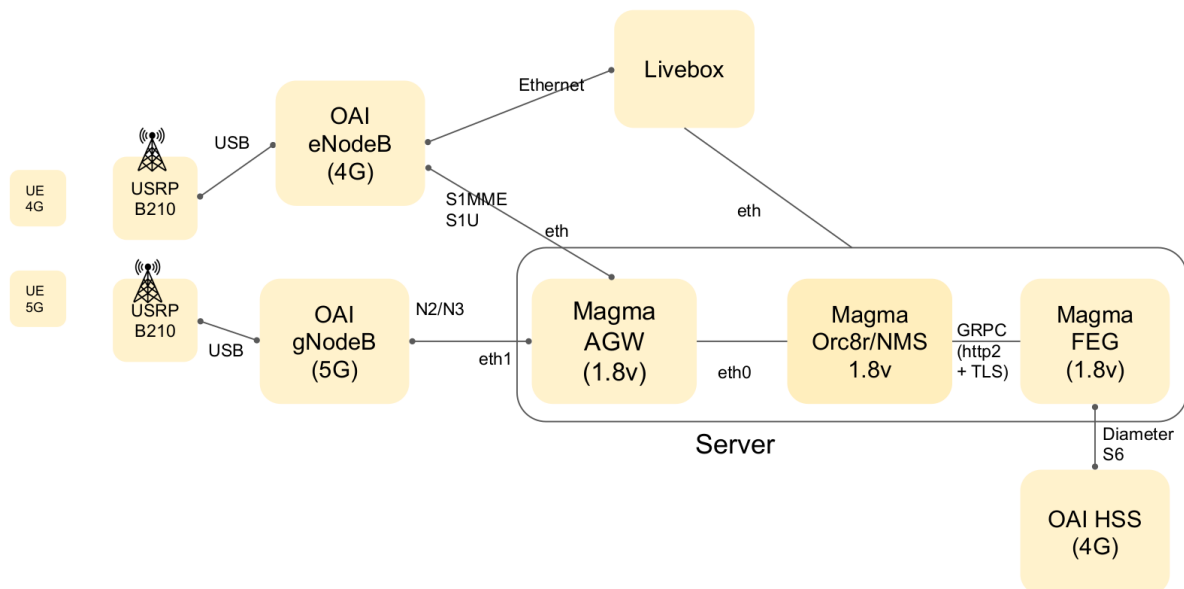 Livebox
Ethernet
OAI
eNodeB
(4G)
USB
UE
4G
USRP
B210
S1MME
S1U
eth
eth
UE
5G
USRP
B210
USB
OAI
gNodeB
(5G)
N2/N3
eth1
Magma
AGW
(1.8v)
eth0
Magma
Orc8r/NMS
1.8v
GRPC
(http2
+ TLS)
Magma
FEG
(1.8v)
Server
Diameter
S6
OAI HSS
(4G)